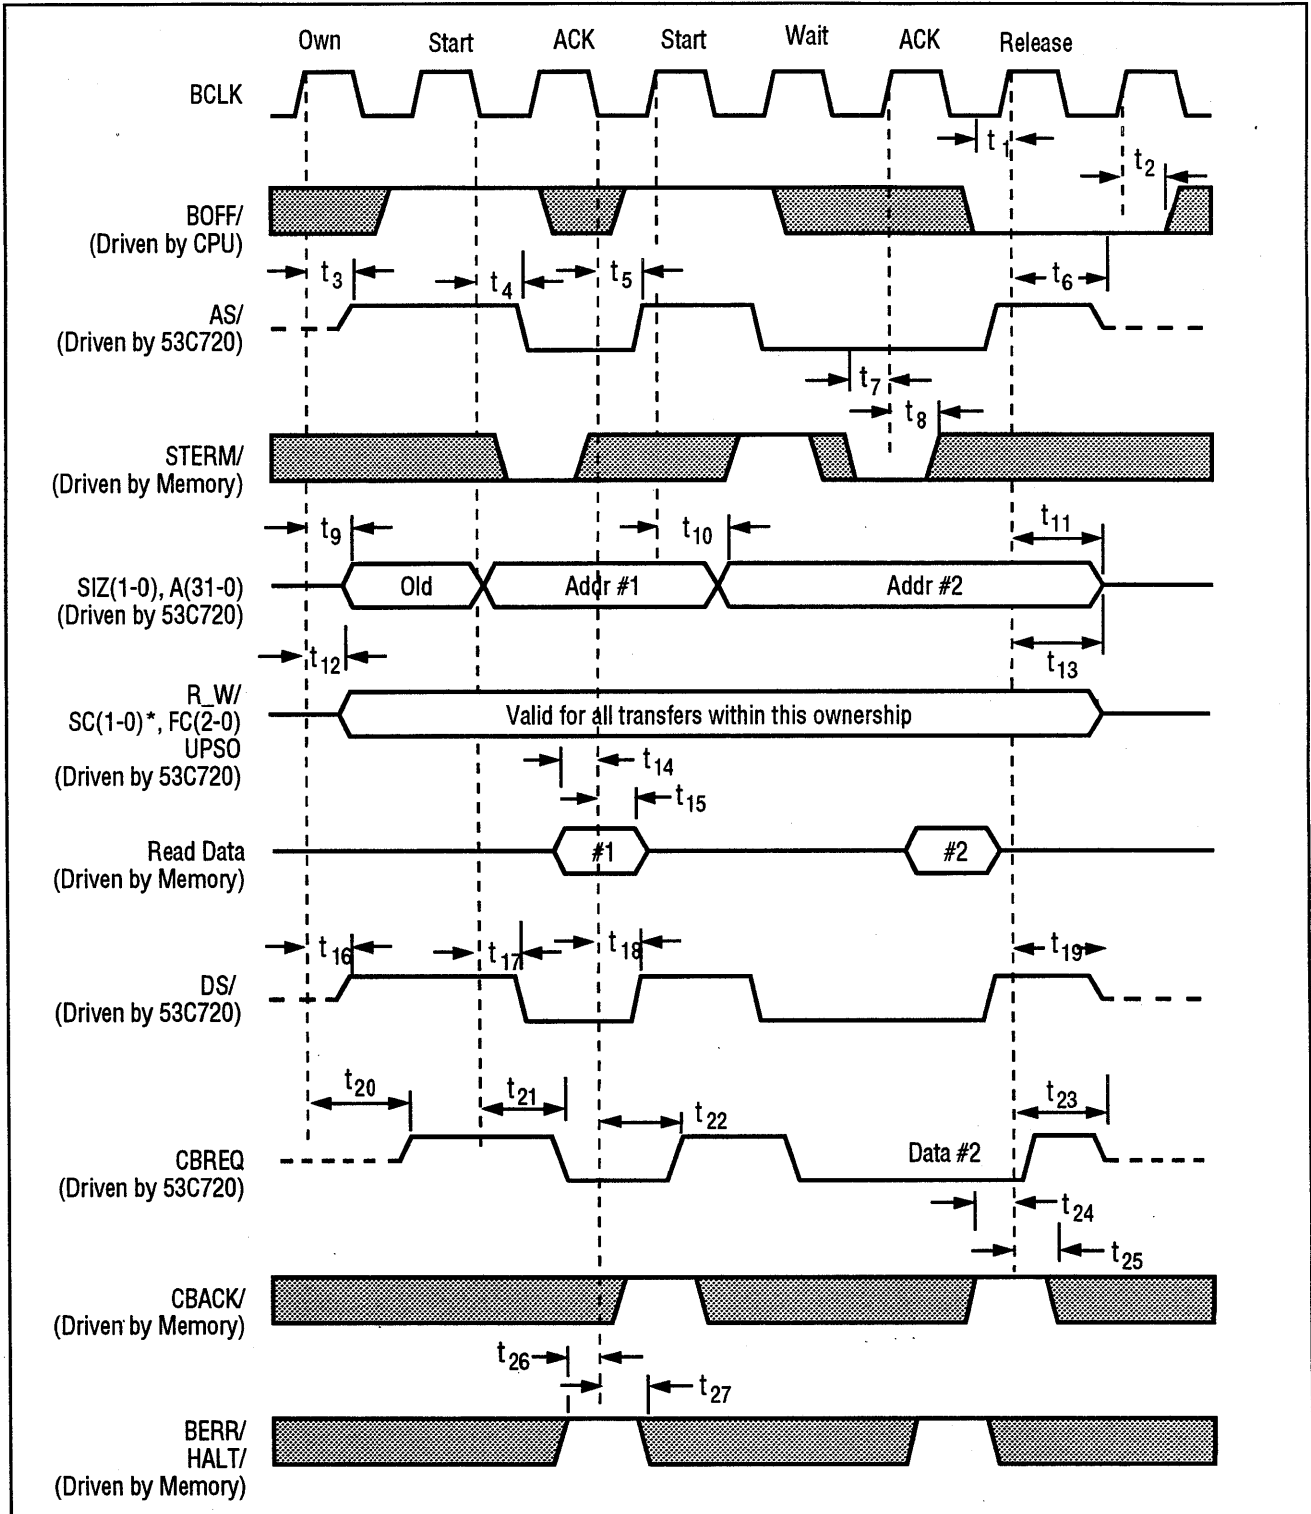 Own Start ACK Start Wait ACK Release
BCLK
t1
t2
BOFF/
(Driven by CPU)
t3 t4 t5 t6
AS/
(Driven by 53C720)
t7
t8
STERM/
(Driven by Memory)
t9 t10 t11
SIZ(1-0), A(31-0) Old Addr #1 Addr #2
(Driven by 53C720)
t12 t13
R_W/
SC(1-0)*, FC(2-0) Valid for all transfers within this ownership
UPSO
(Driven by 53C720) t14
t15
Read Data #1 #2
(Driven by Memory)
t16 t17 t18 t19
DS/
(Driven by 53C720)
t20 t21 t22 t23
CBREQ Data #2
(Driven by 53C720)
t24
t25
CBACK/
(Driven by Memory)
t26
t27
BERR/
HALT/
(Driven by Memory)